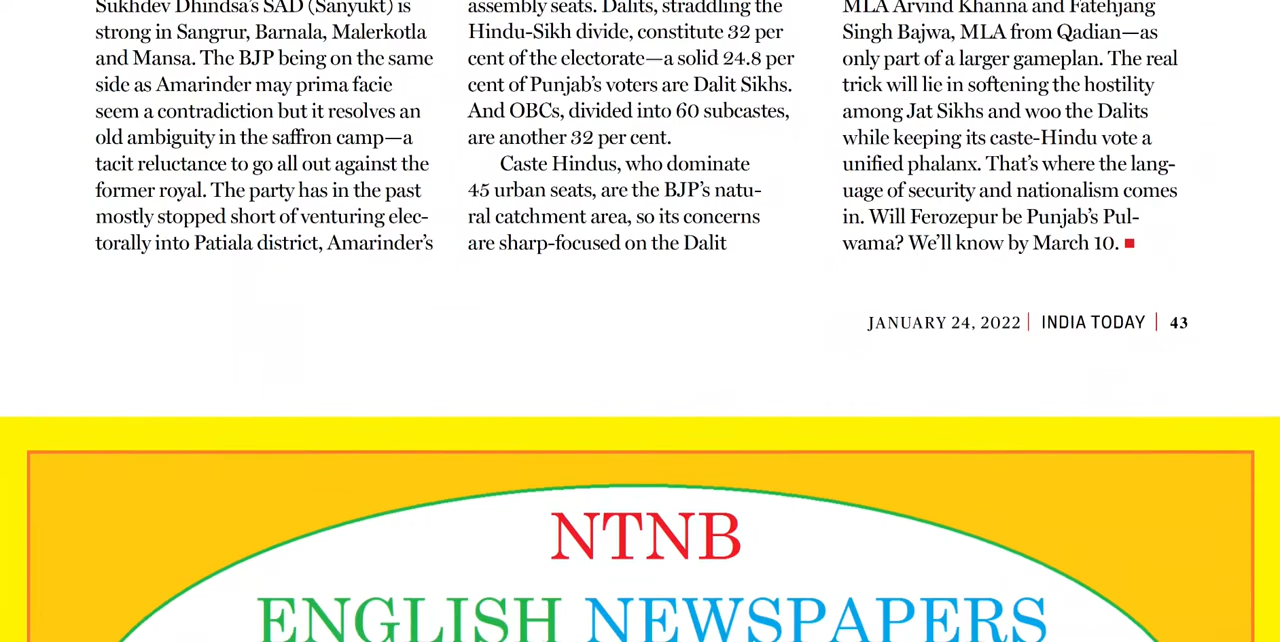 Sukhdev Dhindsa's SAD (Sanyukt) is
strong in Sangrur, Barnala, Malerkotla
and Mansa. The BJP being on the same
side as Amarinder may prima facie
seem a contradiction but it resolves an
old ambiguity in the saffron camp—a
tacit reluctance to go all out against the
former royal. The party has in the past
mostly stopped short of venturing elec-
torally into Patiala district, Amarinder's
assembly seats. Dalits, straddling the
Hindu-Sikh divide, constitute 32 per
cent of the electorate—a solid 24.8 per
cent of Punjab's voters are Dalit Sikhs.
And OBCs, divided into 60 subcastes,
are another 32 per cent.
Caste Hindus, who dominate
45 urban seats, are the BJP's natu-
ral catchment area, so its concerns
are sharp-focused on the Dalit
MLA Arvind Khanna and Fatehjang
Singh Bajwa, MLA from Qadian—as
only part of a larger gameplan. The real
trick will lie in softening the hostility
among Jat Sikhs and woo the Dalits
while keeping its caste-Hindu vote a
unified phalanx. That's where the lang-
uage of security and nationalism comes
in. Will Ferozepur be Punjab's Pul-
wama? We'll know by March 10. ■
JANUARY 24, 2022 | INDIA TODAY | 43
NTNB
ENGLISH NEWSPAPERS